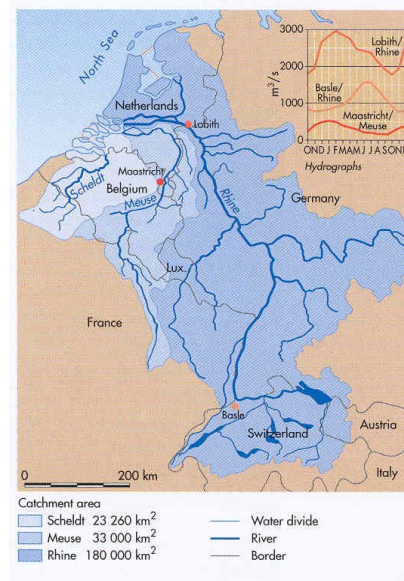 North Sea
Netherlands
Lobith
Maastricht
Scheldt
Belgium
Meuse
Rhine
Germany
Lux.
France
Basle
Switzerland
Austria
Italy
3000
2000
1000
0
m³/s
Lobith/
Rhine
Basle/
Rhine
Maastricht/
Meuse
O N D J F M A M J J A S O N D
Hydrographs
0 200 km
Catchment area
Scheldt 23 260 km²
Meuse 33 000 km²
Rhine 180 000 km²
Water divide
River
Border